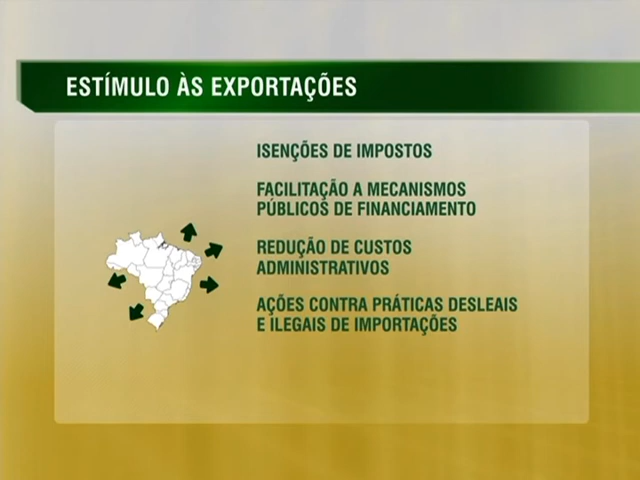 ESTÍMULO ÀS EXPORTAÇÕES
ISENÇÕES DE IMPOSTOS
FACILITAÇÃO A MECANISMOS
PÚBLICOS DE FINANCIAMENTO
REDUÇÃO DE CUSTOS
ADMINISTRATIVOS
AÇÕES CONTRA PRÁTICAS DESLEAIS
E ILEGAIS DE IMPORTAÇÕES